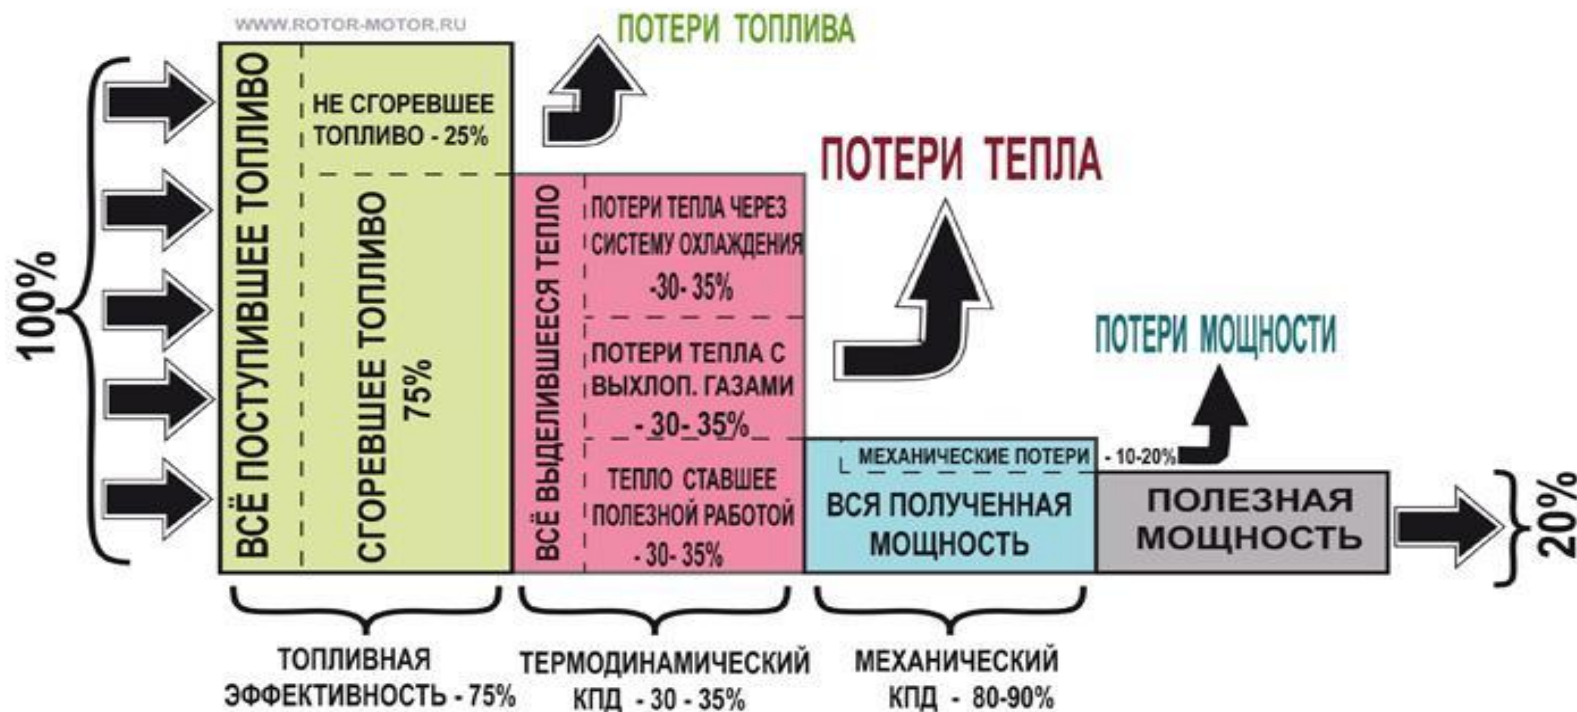 WWW.ROTOR-MOTOR.RU
ПОТЕРИ ТОПЛИВА
100%
ВСЁ ПОСТУПИВШЕЕ ТОПЛИВО
НЕ СГОРЕВШЕЕ
ТОПЛИВО - 25%
СГОРЕВШЕЕ ТОПЛИВО
75%
ПОТЕРИ ТЕПЛА
ВСЁ ВЫДЕЛИВШЕЕСЯ ТЕПЛО
ПОТЕРИ ТЕПЛА ЧЕРЕЗ
СИСТЕМУ ОХЛАЖДЕНИЯ
-30- 35%
ПОТЕРИ ТЕПЛА С
ВЫХЛОП. ГАЗАМИ
- 30- 35%
ТЕПЛО СТАВШЕЕ
ПОЛЕЗНОЙ РАБОТОЙ
- 30- 35%
ПОТЕРИ МОЩНОСТИ
МЕХАНИЧЕСКИЕ ПОТЕРИ - 10-20%
ВСЯ ПОЛУЧЕННАЯ
МОЩНОСТЬ
ПОЛЕЗНАЯ
МОЩНОСТЬ
20%
ТОПЛИВНАЯ
ЭФФЕКТИВНОСТЬ - 75%
ТЕРМОДИНАМИЧЕСКИЙ
КПД - 30 - 35%
МЕХАНИЧЕСКИЙ
КПД - 80-90%